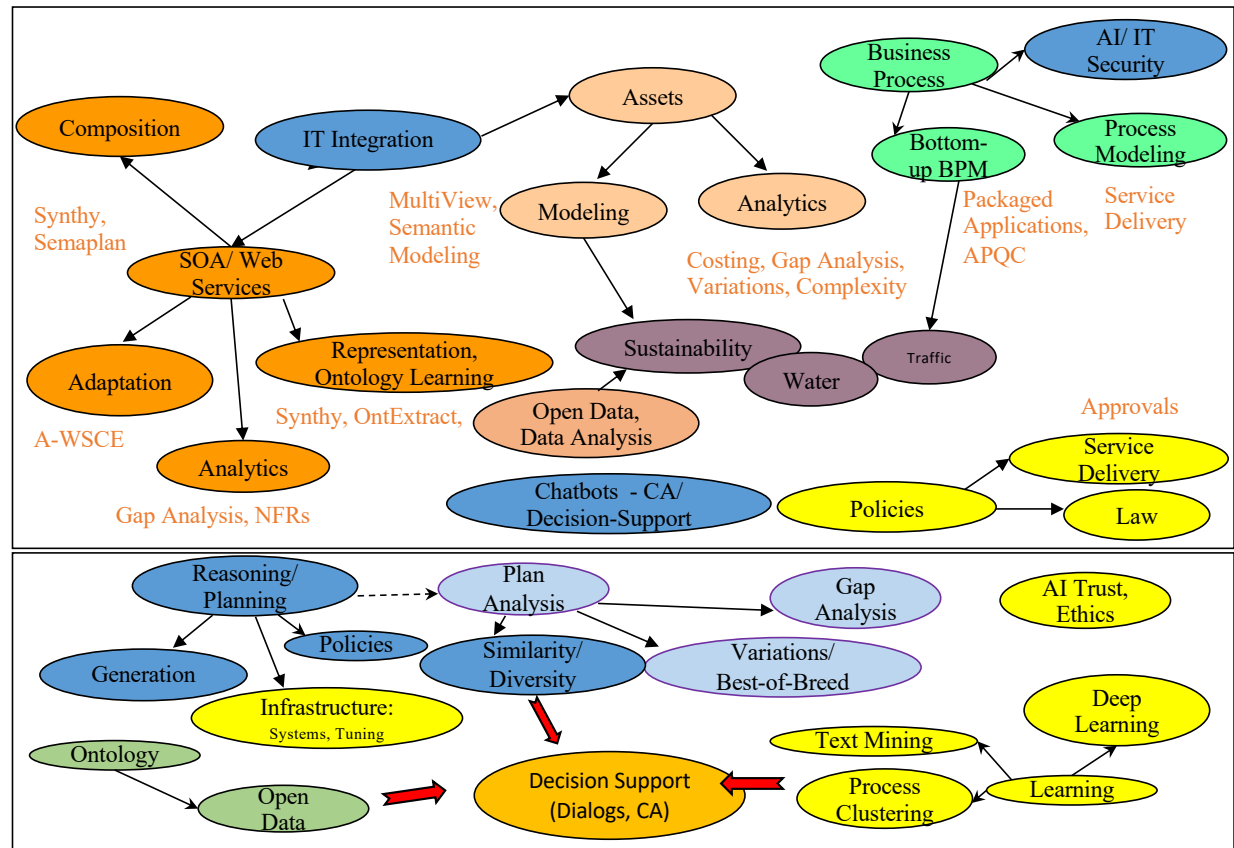 Business
Process
AI/ IT
Security
Assets
Composition
IT Integration
Process
Modeling
Bottom-
up BPM
MultiView,
Semantic
Modeling
Modeling
Analytics
Packaged
Applications,
APQC
Service
Delivery
Synthy,
Semaplan
SOA/ Web
Services
Costing, Gap Analysis,
Variations, Complexity
Representation,
Ontology Learning
Sustainability
Water
Traffic
Adaptation
Synthy, OntExtract,
Open Data,
Data Analysis
Approvals
A-WSCE
Analytics
Service
Delivery
Gap Analysis, NFRs
Chatbots - CA/
Decision-Support
Policies
Law
Reasoning/
Planning
Plan
Analysis
Gap
Analysis
AI Trust,
Ethics
Policies
Generation
Similarity/
Diversity
Variations/
Best-of-Breed
Infrastructure:
Systems, Tuning
Deep
Learning
Text Mining
Ontology
Decision Support
(Dialogs, CA)
Process
Clustering
Learning
Open
Data